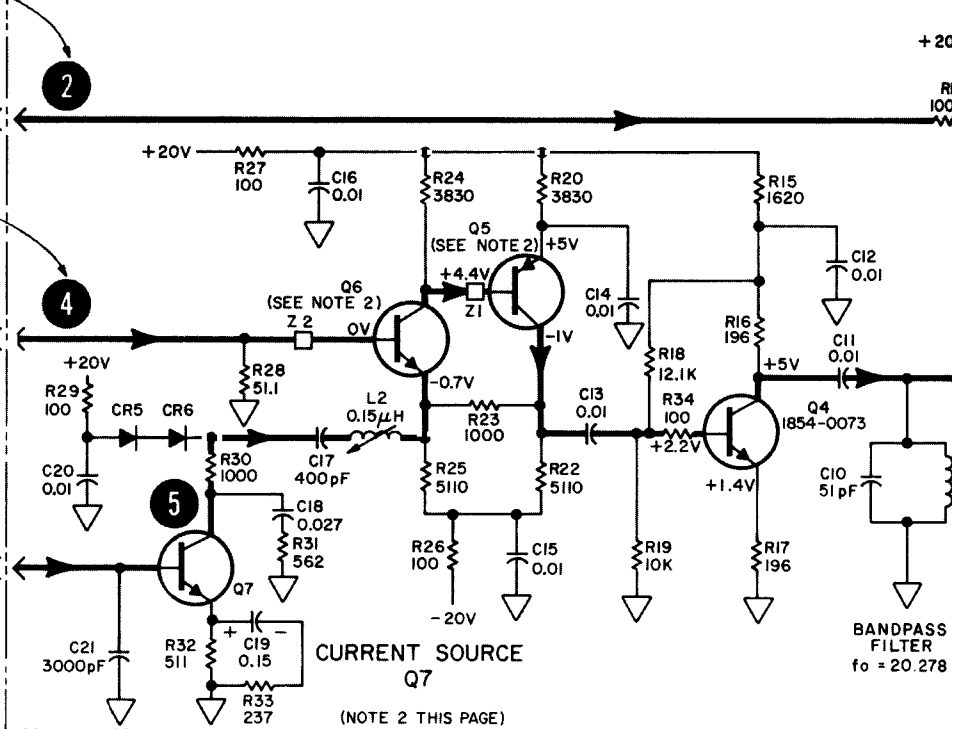 +20
2
R1
100
+20V
R27
100
C16
0.01
R24
3830
R20
3830
R15
1620
Q5
(SEE NOTE 2)
+5V
C12
0.01
+4.4V
Z1
C14
0.01
4
Q6
(SEE NOTE 2)
Z2
0V
-1V
R16
196
+20V
R29
100
R28
51.1
-0.7V
R18
12.1K
+5V
C11
0.01
CR5
CR6
L2
0.15µH
R23
1000
C13
0.01
R34
100
+2.2V
Q4
1854-0073
C20
0.01
R30
1000
C17
400pF
R25
5110
R22
5110
+1.4V
C10
51pF
5
C18
0.027
R31
562
R26
100
C15
0.01
R19
10K
R17
196
Q7
-20V
C21
3000pF
R32
511
+
C19
0.15
-
R33
237
CURRENT SOURCE
Q7
(NOTE 2 THIS PAGE)
BANDPASS
FILTER
fo = 20.278